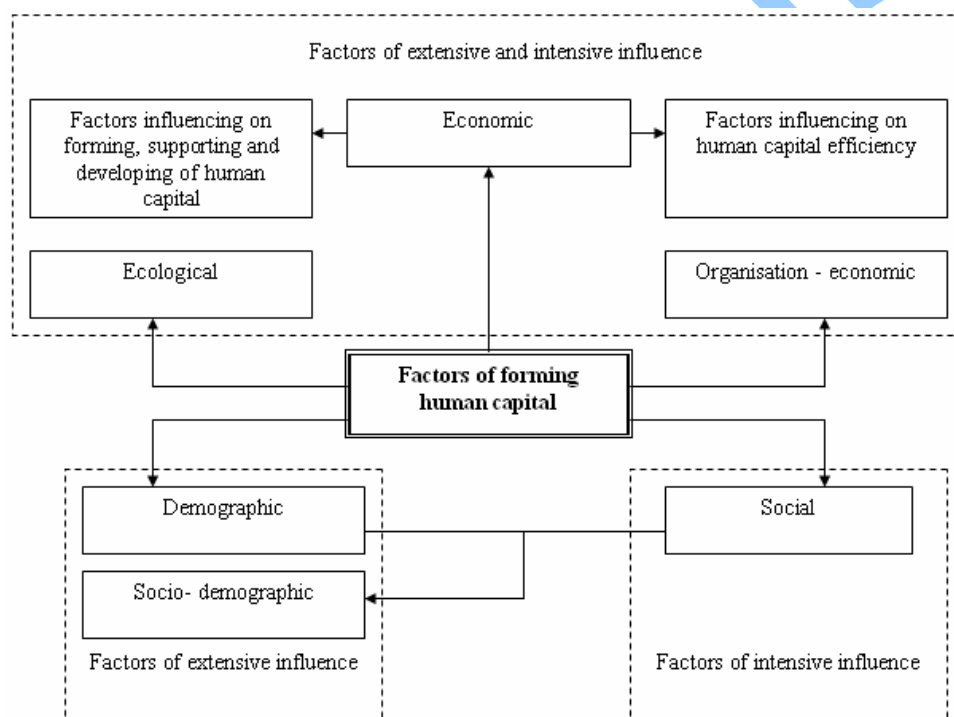 Factors of extensive and intensive influence
Factors influencing on
forming, supporting and
developing of human
capital
Economic
Factors influencing on
human capital efficiency
Ecological
Organisation - economic
Factors of forming
human capital
Demographic
Social
Socio- demographic
Factors of extensive influence
Factors of intensive influence